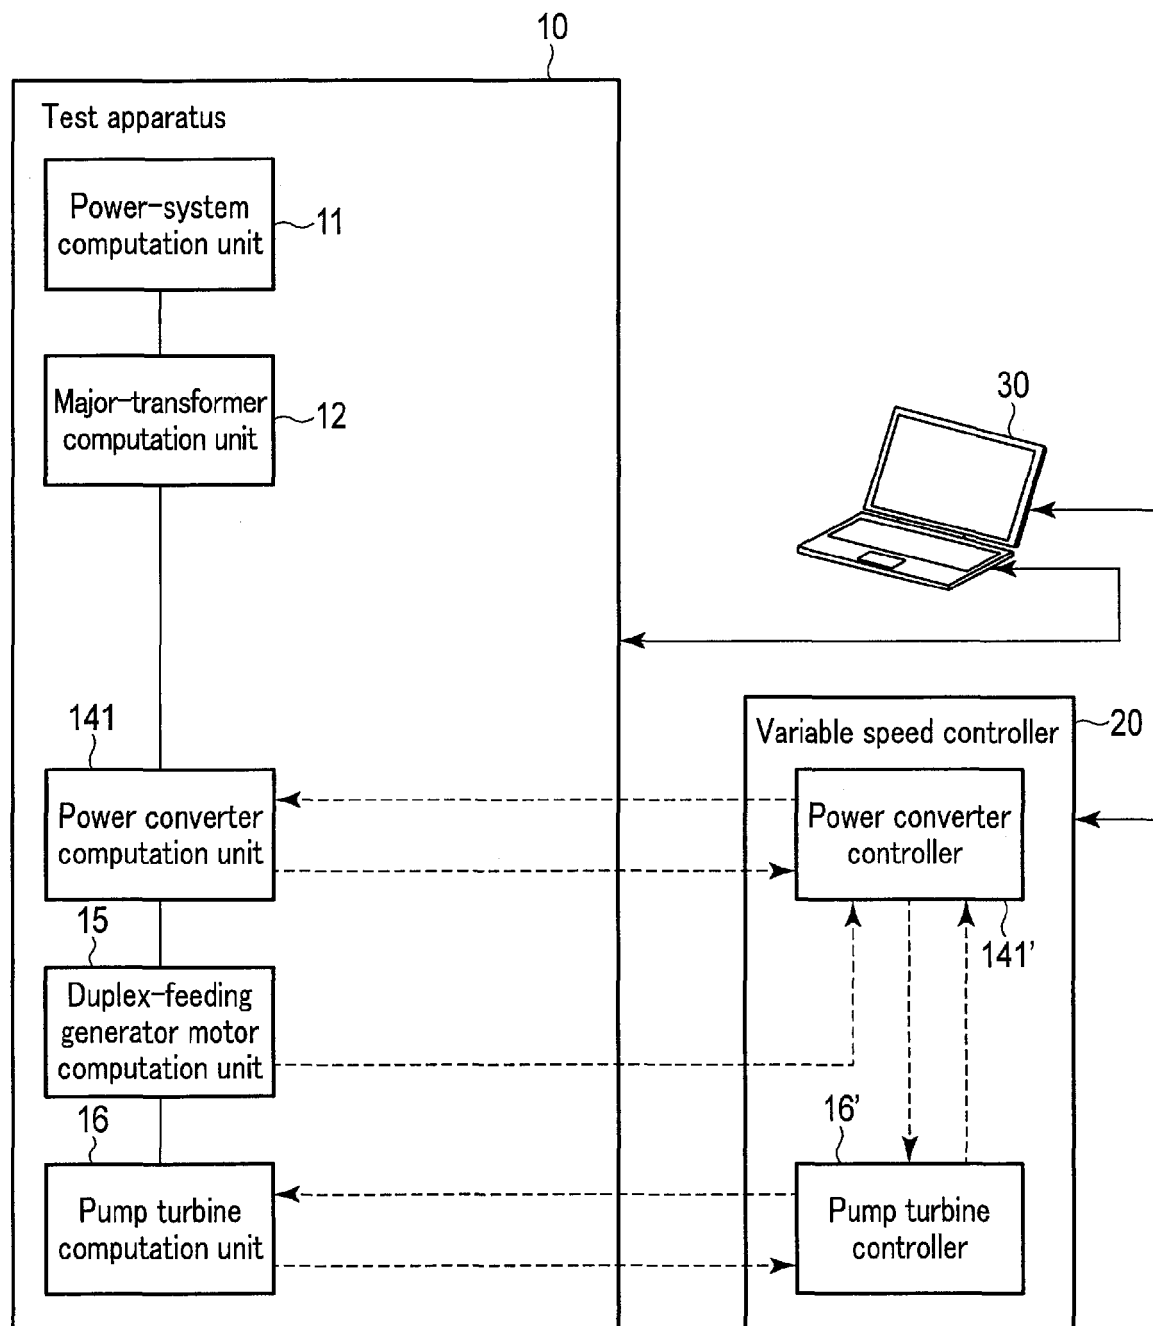 10
Test apparatus
Power-system
computation unit
11
Major-transformer
computation unit
12
30
141
Power converter
computation unit
Variable speed controller
20
Power converter
controller
141'
15
Duplex-feeding
generator motor
computation unit
16
Pump turbine
computation unit
16'
Pump turbine
controller